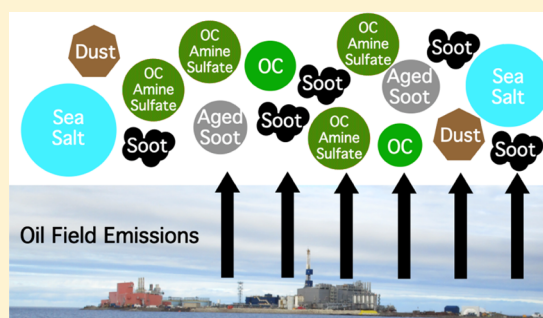 Dust
OC
Amine
Sulfate
OC
Amine
Sulfate
OC
Soot
OC
Amine
Sulfate
Aged
Soot
Soot
Sea
Salt
Sea
Salt
Soot
Aged
Soot
Soot
OC
Amine
Sulfate
OC
Dust
Soot
Oil Field Emissions